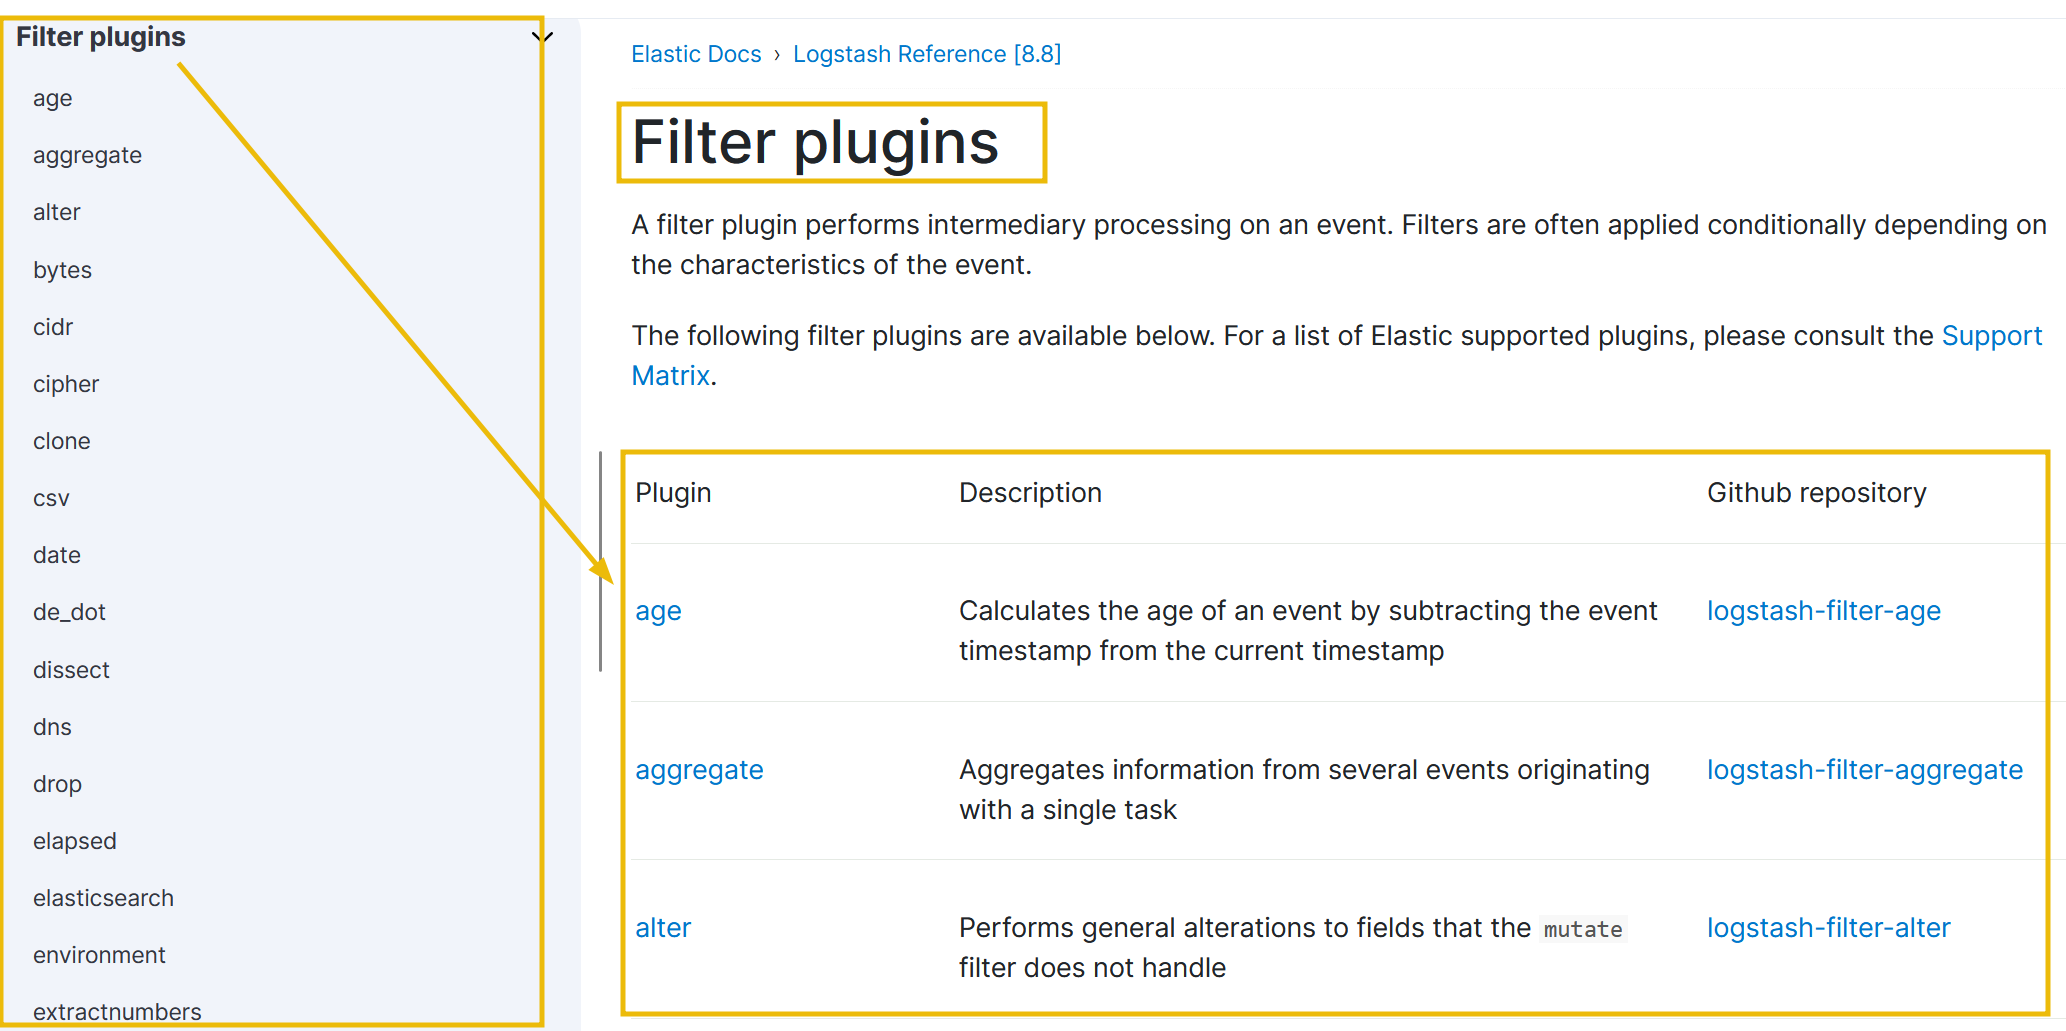 Filter plugins
age
aggregate
alter
bytes
cidr
cipher
clone
csv
date
de_dot
dissect
dns
drop
elapsed
elasticsearch
environment
extractnumbers
Elastic Docs › Logstash Reference [8.8]
Filter plugins
A filter plugin performs intermediary processing on an event. Filters are often applied conditionally depending on
the characteristics of the event.
The following filter plugins are available below. For a list of Elastic supported plugins, please consult the Support
Matrix.
Plugin Description Github repository
age Calculates the age of an event by subtracting the event logstash-filter-age
timestamp from the current timestamp
aggregate Aggregates information from several events originating logstash-filter-aggregate
with a single task
alter Performs general alterations to fields that the mutate logstash-filter-alter
filter does not handle